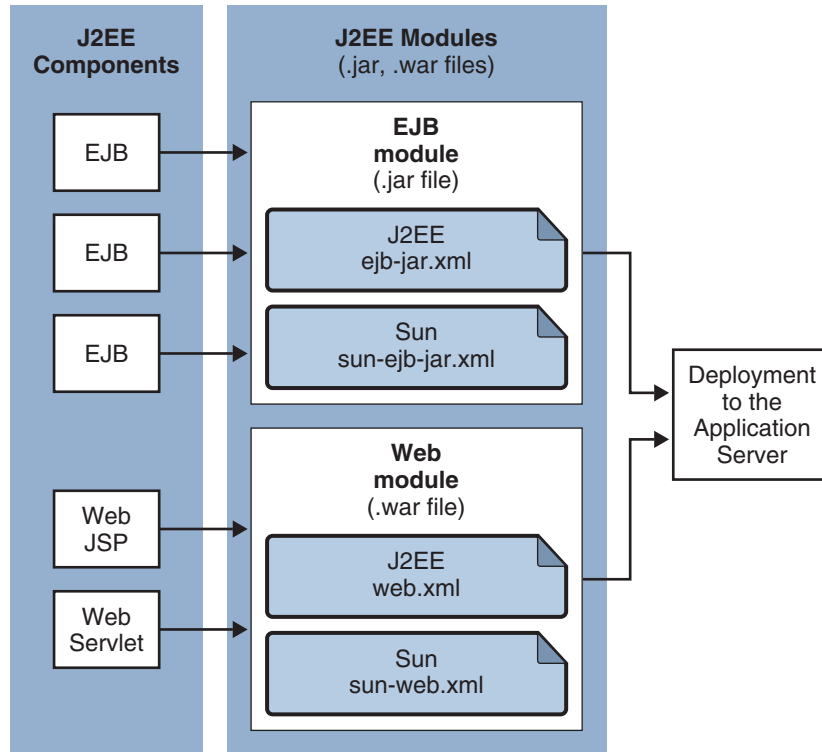 J2EE
Components
J2EE Modules
(.jar, .war files)
EJB
EJB
EJB
Web
JSP
Web
Servlet
EJB
module
(.jar file)
J2EE
ejb-jar.xml
Sun
sun-ejb-jar.xml
Web
module
(.war file)
J2EE
web.xml
Sun
sun-web.xml
Deployment
to the
Application
Server